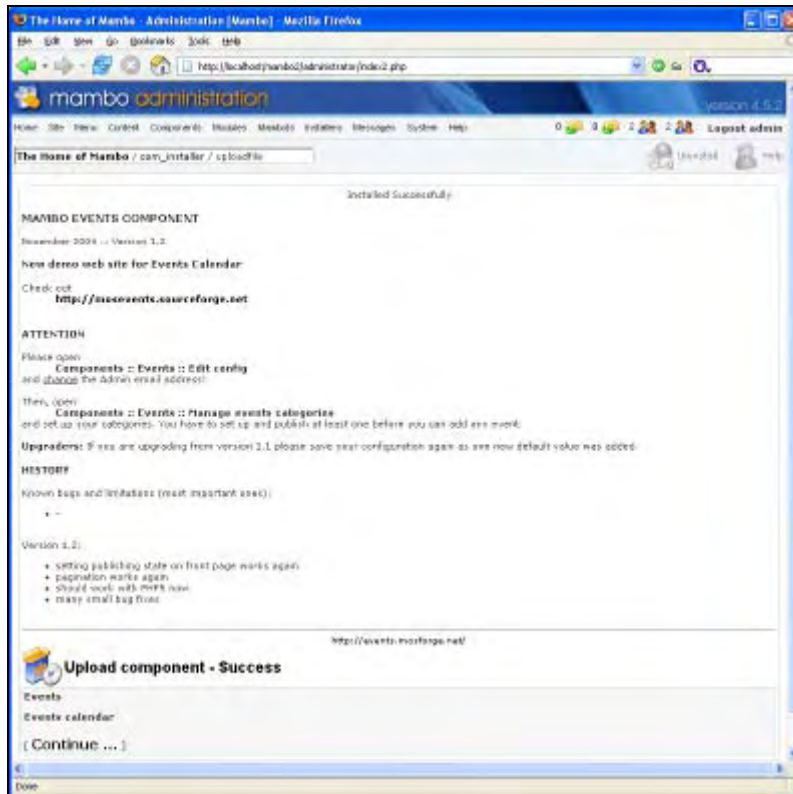 The Home of Mambo - Administration [Mambo] - Mozilla Firefox
File Edit View Go Bookmarks Tools Help
http://localhost/mambo2/administrator/index2.php
mambo administration
version 4.5.2
Home Site Menu Content Components Modules Mambots Installers Messages System Help
0 0 2 2 Logout admin
The Home of Mambo / com_installer / uploadfile
Uninstall Help
Installed Successfully
MAMBO EVENTS COMPONENT
November 2004 :: Version 1.2
New demo web site for Events Calendar
Check out
http://mosevents.sourceforge.net
ATTENTION
Please open
Components :: Events :: Edit config
and change the Admin email address!
Then, open
Components :: Events :: Manage events categories
and set up your categories. You have to set up and publish at least one before you can add any event.
Upgraders: If you are upgrading from version 1.1 please save your configuration again as one new default value was added.
HISTORY
Known bugs and limitations (most important ones):
• -
Version 1.2:
• setting publishing state on front page works again
• pagination works again
• should work with PHP5 now
• many small bug fixes
http://events.mosforge.net/
Upload component - Success
Events
Events calendar
[ Continue ... ]
Done